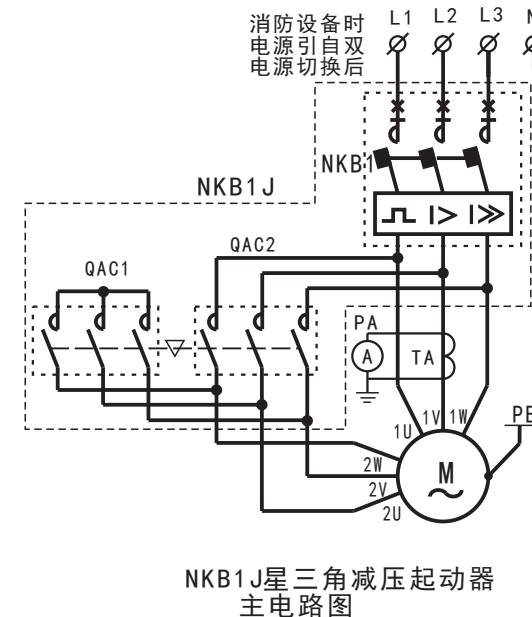 消防设备时
电源引自双
电源切换后
L1 L2 L3 N
NKB1
I> I>>
NKB1J
QAC1
QAC2
PA
A
TA
1U 1V 1W
PE
M
2W
2V
2U
NKB1J星三角减压起动器
主电路图